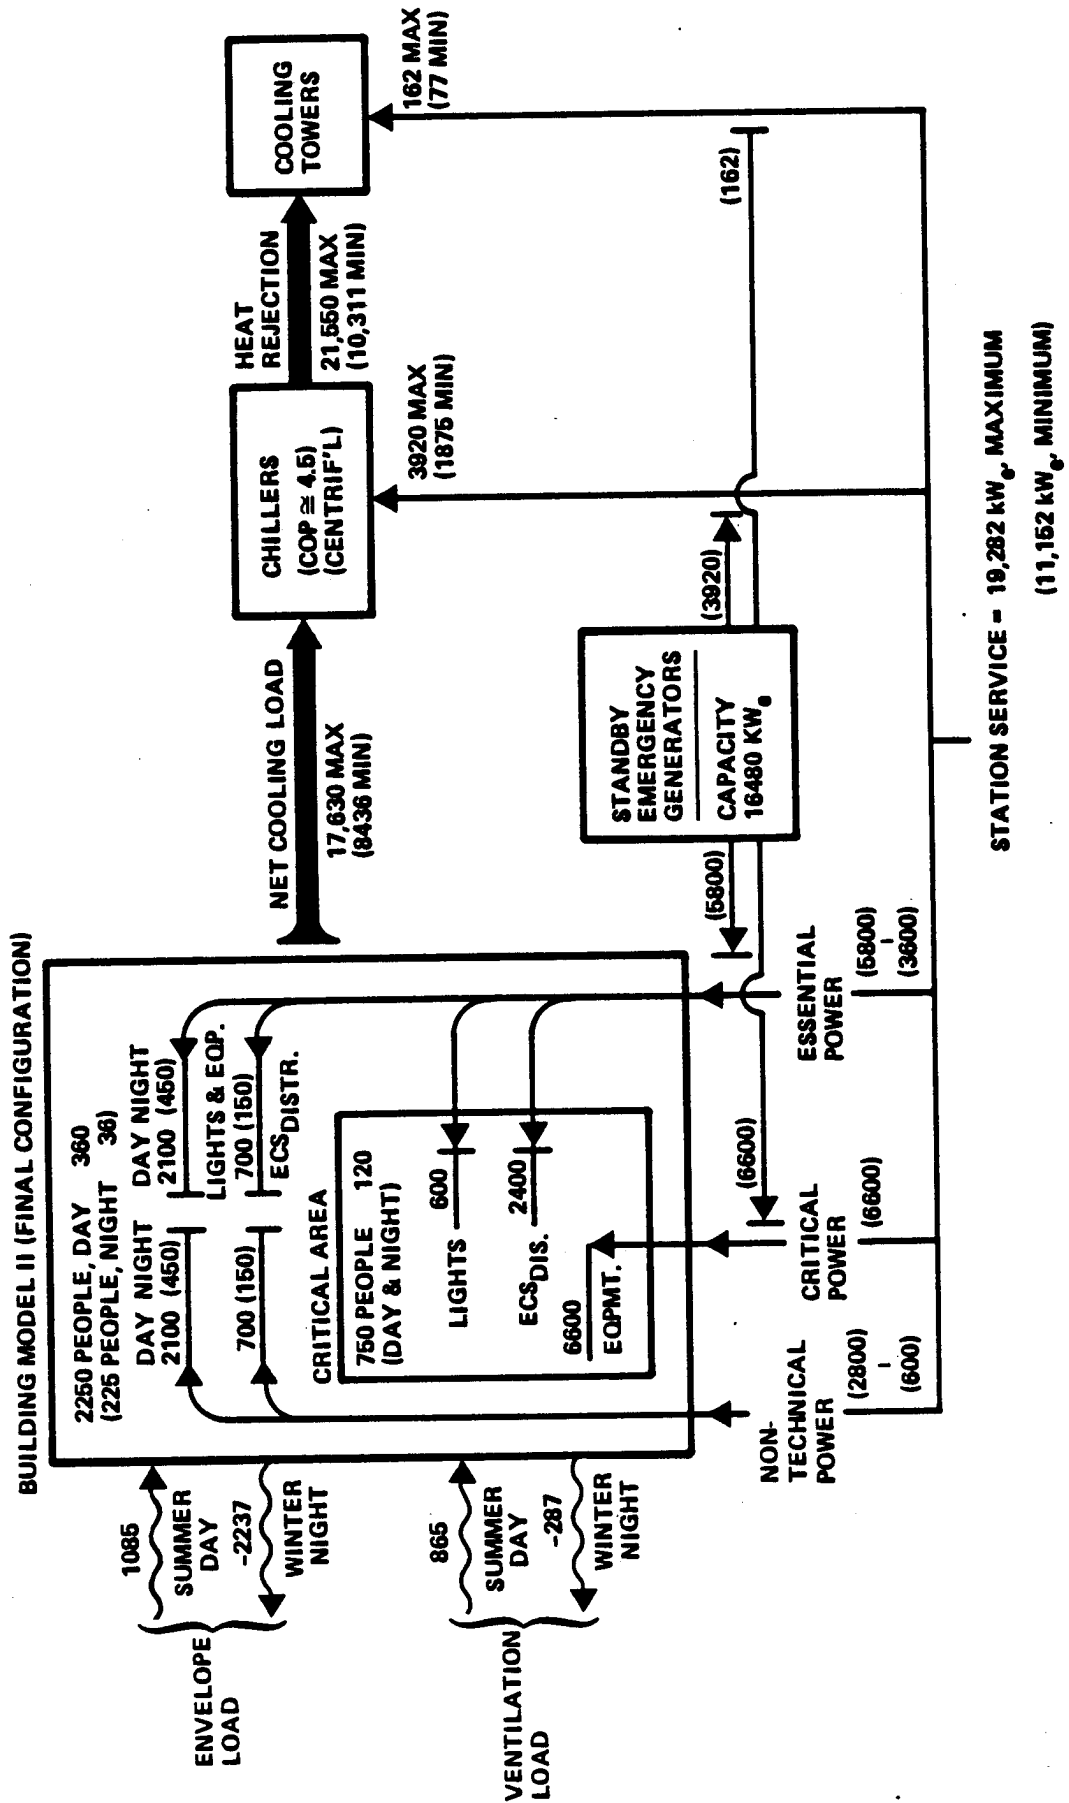 BUILDING MODEL II (FINAL CONFIGURATION)
2250 PEOPLE, DAY 360
(225 PEOPLE, NIGHT 36)
DAY NIGHT
2100 (450)
DAY NIGHT
2100 (450)
LIGHTS & EQP.
700 (150)
700 (150)
ECS DISTR.
CRITICAL AREA
750 PEOPLE 120
(DAY & NIGHT)
LIGHTS
600
ECS DIS.
2400
6600
EQPMT.
1085
SUMMER
DAY
-2237
WINTER
NIGHT
ENVELOPE
LOAD
865
SUMMER
DAY
-287
WINTER
NIGHT
VENTILATION
LOAD
NET COOLING LOAD
17,630 MAX
(8436 MIN)
CHILLERS
(COP ≅ 4.5)
(CENTRIF'L)
HEAT
REJECTION
21,550 MAX
(10,311 MIN)
COOLING
TOWERS
3920 MAX
(1875 MIN)
162 MAX
(77 MIN)
STANDBY
EMERGENCY
GENERATORS
CAPACITY
16480 KWe
(5800)
(6600)
(3920)
(162)
NON-
TECHNICAL
POWER
(2800)
-
(600)
CRITICAL
POWER
(6600)
ESSENTIAL
POWER
(5800)
-
(3600)
STATION SERVICE = 19,282 kWe, MAXIMUM
(11,152 kWe, MINIMUM)